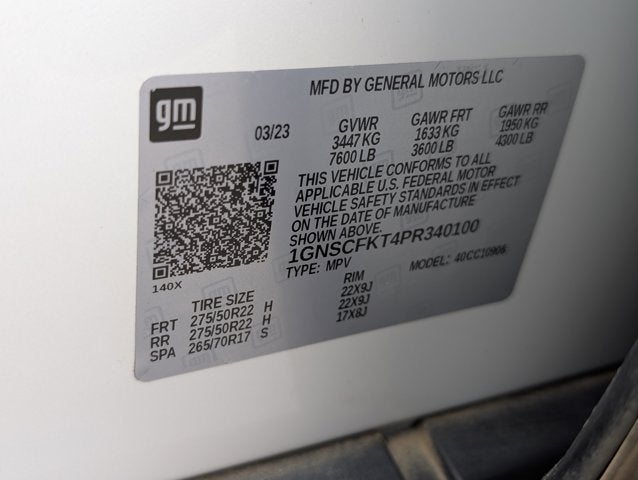 MFD BY GENERAL MOTORS LLC
gm
03/23
GVWR GAWR FRT GAWR RR
3447 KG 1633 KG 1950 KG
7600 LB 3600 LB 4300 LB
THIS VEHICLE CONFORMS TO ALL
APPLICABLE U.S. FEDERAL MOTOR
VEHICLE SAFETY STANDARDS IN EFFECT
ON THE DATE OF MANUFACTURE
SHOWN ABOVE.
1GNSCFKT4PR340100
TYPE: MPV MODEL: 40CC10906
140X
TIRE SIZE RIM
FRT 275/50R22 H 22X9J
RR 275/50R22 H 22X9J
SPA 265/70R17 S 17X8J